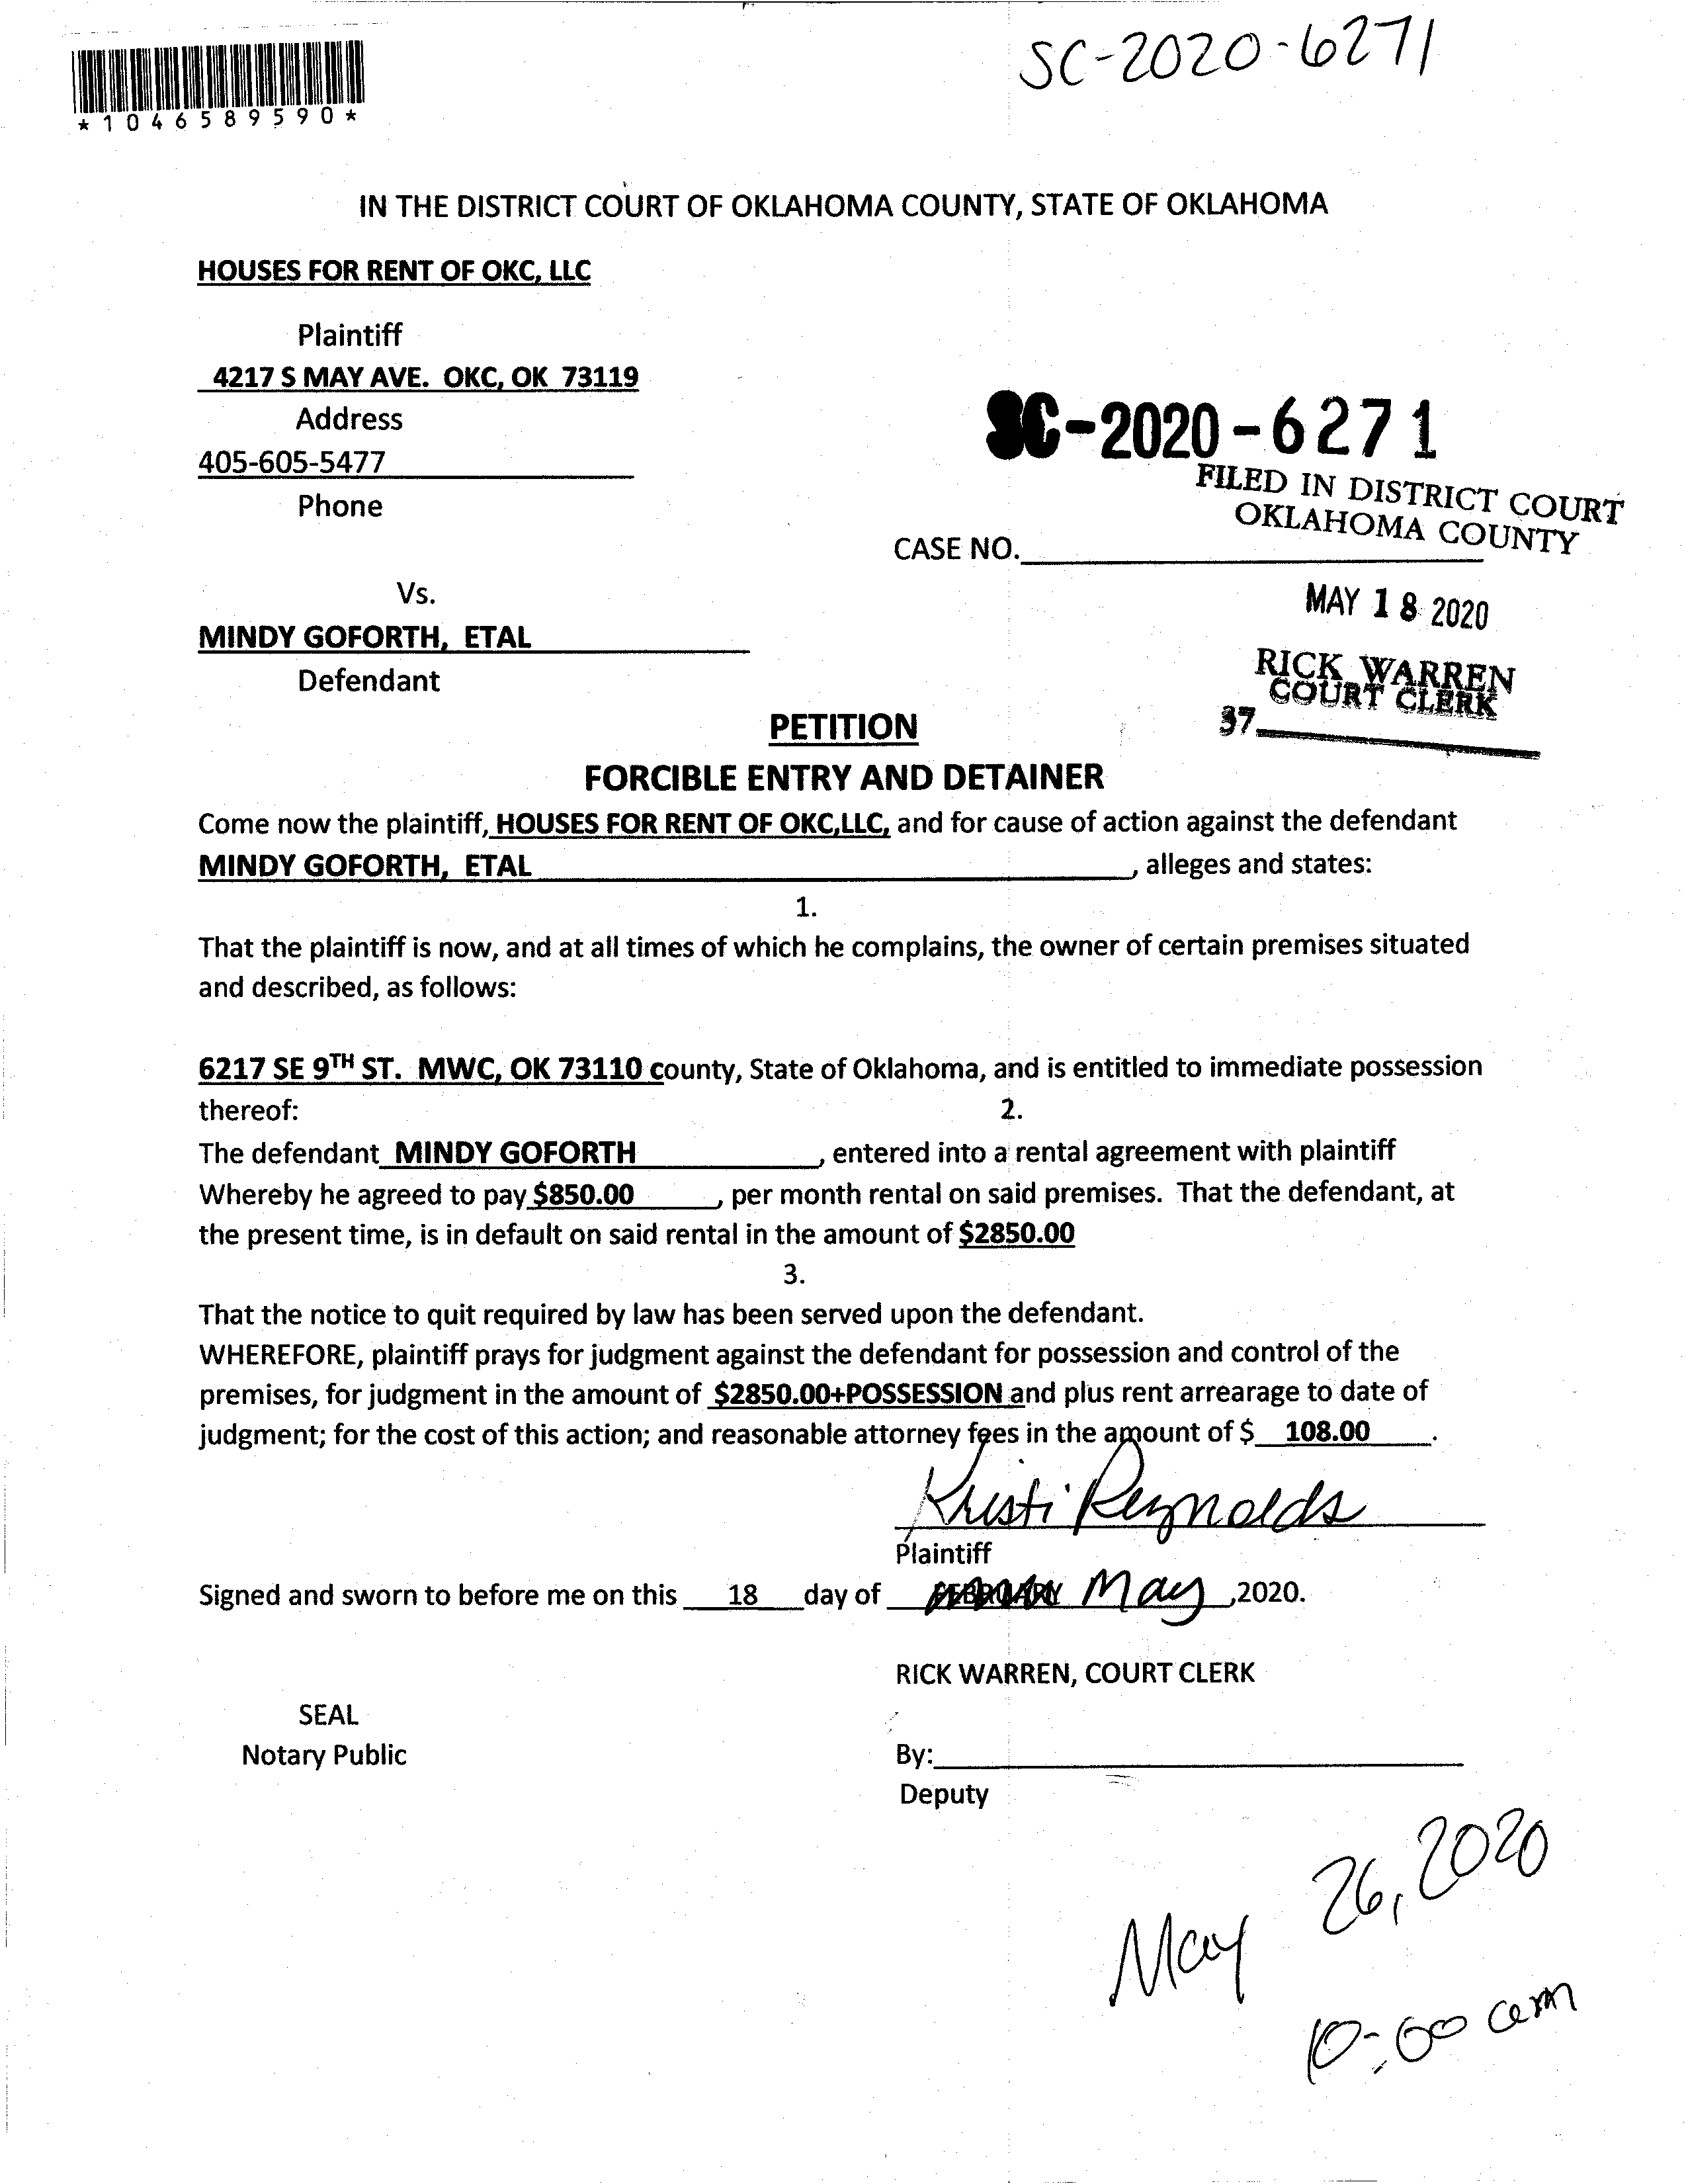 SC-2020-6271
*1046589590*
IN THE DISTRICT COURT OF OKLAHOMA COUNTY, STATE OF OKLAHOMA
HOUSES FOR RENT OF OKC, LLC
Plaintiff
4217 S MAY AVE. OKC, OK 73119
Address
405-605-5477
Phone
SC-2020-6271
FILED IN DISTRICT COURT
OKLAHOMA COUNTY
CASE NO.
Vs.
MAY 18 2020
MINDY GOFORTH, ETAL
Defendant
RICK WARREN
COURT CLERK
37
PETITION
FORCIBLE ENTRY AND DETAINER
Come now the plaintiff, HOUSES FOR RENT OF OKC,LLC, and for cause of action against the defendant
MINDY GOFORTH, ETAL, alleges and states:
1.
That the plaintiff is now, and at all times of which he complains, the owner of certain premises situated
and described, as follows:
6217 SE 9TH ST. MWC, OK 73110 county, State of Oklahoma, and is entitled to immediate possession
thereof: 2.
The defendant MINDY GOFORTH, entered into a rental agreement with plaintiff
Whereby he agreed to pay $850.00, per month rental on said premises. That the defendant, at
the present time, is in default on said rental in the amount of $2850.00
3.
That the notice to quit required by law has been served upon the defendant.
WHEREFORE, plaintiff prays for judgment against the defendant for possession and control of the
premises, for judgment in the amount of $2850.00+POSSESSION and plus rent arrearage to date of
judgment; for the cost of this action; and reasonable attorney fees in the amount of $ 108.00.
Kristi Reynolds
Plaintiff
Signed and sworn to before me on this 18 day of FEBRUARY May ,2020.
RICK WARREN, COURT CLERK
SEAL
Notary Public
By:
Deputy
May 26, 2020
10:00 am